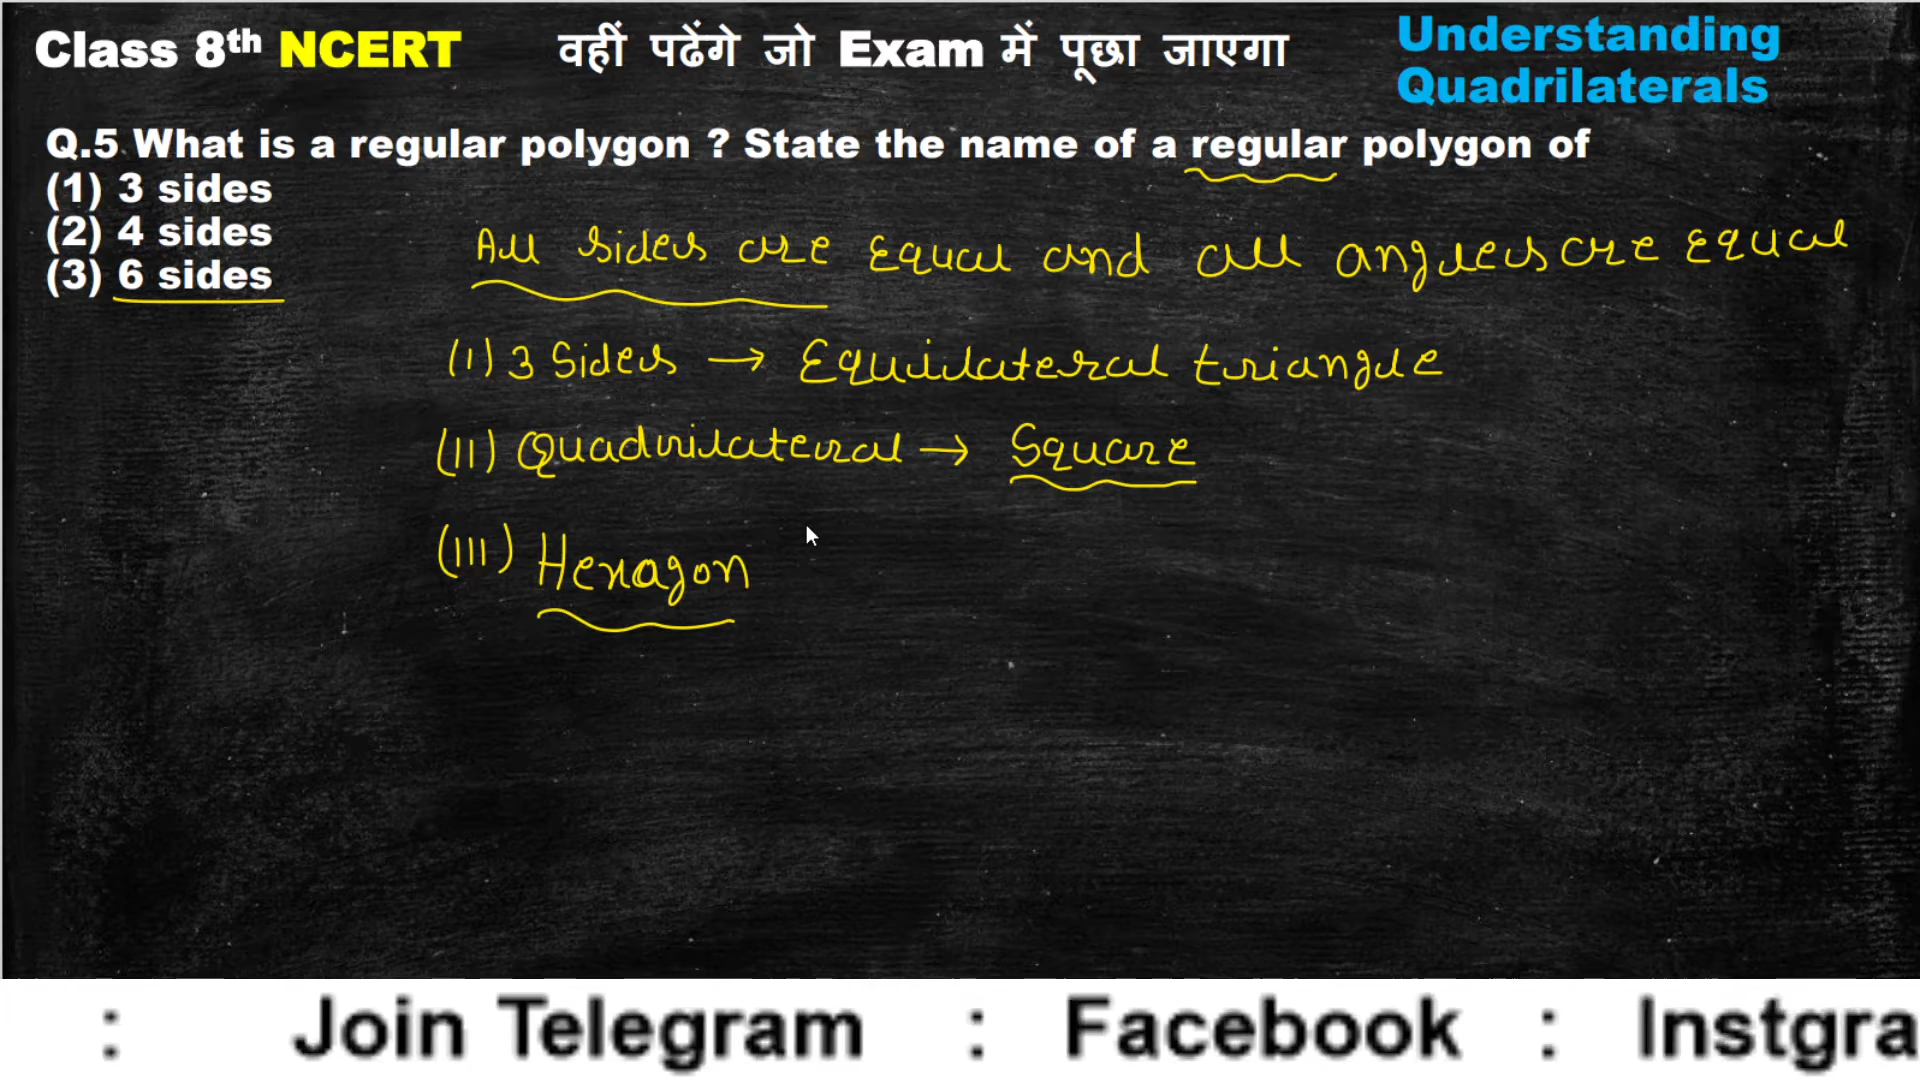 Class 8th NCERT वहीं पढेंगे जो Exam में पूछा जाएगा Understanding Quadrilaterals
Q.5 What is a regular polygon ? State the name of a regular polygon of
(1) 3 sides
(2) 4 sides
(3) 6 sides
All sides are equal and all angles are equal
(I) 3 Sides → Equilateral triangle
(II) Quadrilateral → Square
(III) Hexagon
: Join Telegram : Facebook : Instgra